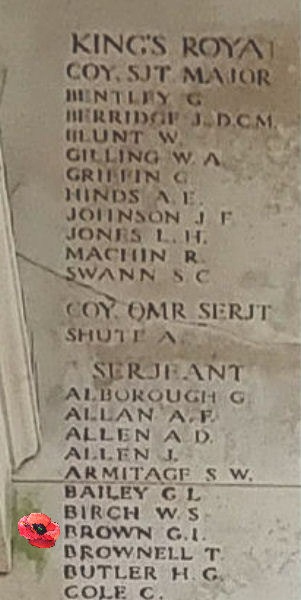 KING'S ROYA
COY. SJT MAJOR
BENTLEY G
BERRIDGE J. D.C.M.
BLUNT W.
GILLING W. A.
GRIFFIN C.
HINDS A. E.
JOHNSON J. F.
JONES L. H.
MACHIN R.
SWANN S. C
COY. QMR SERJT
SHUTE A.
SERJEANT
ALBOROUGH G.
ALLAN A. F.
ALLEN A. D.
ALLEN J.
ARMITAGE S. W.
BAILEY G. L
BIRCH W. S.
BROWN G. I.
BROWNELL T.
BUTLER H. G.
COLE C.